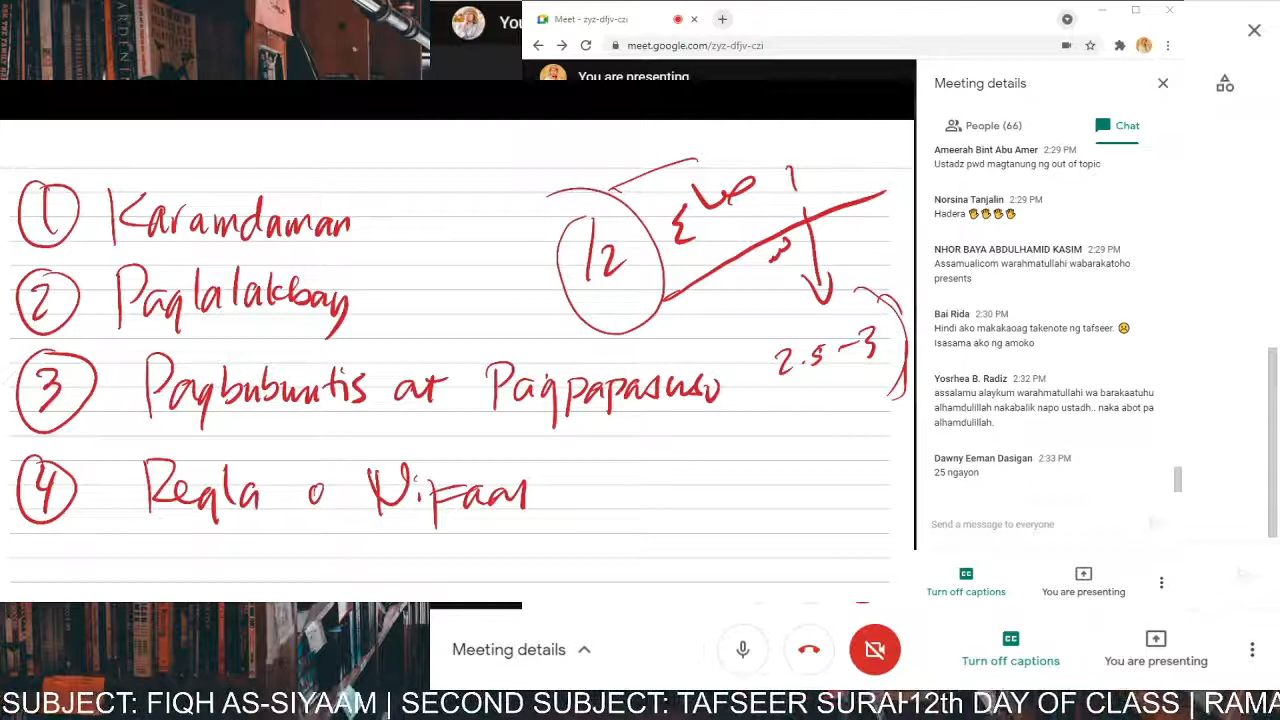 Meet - zyz-dfjv-czi
meet.google.com/zyz-dfjv-czi
You are presenting
Meeting details
People (66)
Chat
Ameerah Bint Abu Amer 2:29 PM
Ustadz pwd magtanung ng out of topic
Norsina Tanjalin 2:29 PM
Hadera 🖐🖐🖐🖐
NHOR BAYA ABDULHAMID KASIM 2:29 PM
Assamualicom warahmatullahi wabarakatoho
presents
Bai Rida 2:30 PM
Hindi ako makakaoag takenote ng tafseer. ☹
Isasama ako ng amoko
Yosrhea B. Radiz 2:32 PM
assalamu alaykum warahmatullahi wa barakaatuhu
alhamdulillah nakabalik napo ustadh.. naka abot pa
alhamdulillah.
Dawny Eeman Dasigan 2:33 PM
25 ngayon
Send a message to everyone
Turn off captions
You are presenting
1 Karamdaman
2 Paglalakbay
3 Pagbubuntis at Pagpapasuso
4 Regla o Nifaas
12
2.5 - 3
Meeting details
Turn off captions
You are presenting
SUBJECT: FIQH AS-SIYAAM | SECOND SUBJECT: TAFSEER SURAH
12th DAY OF CLASS | RAMA